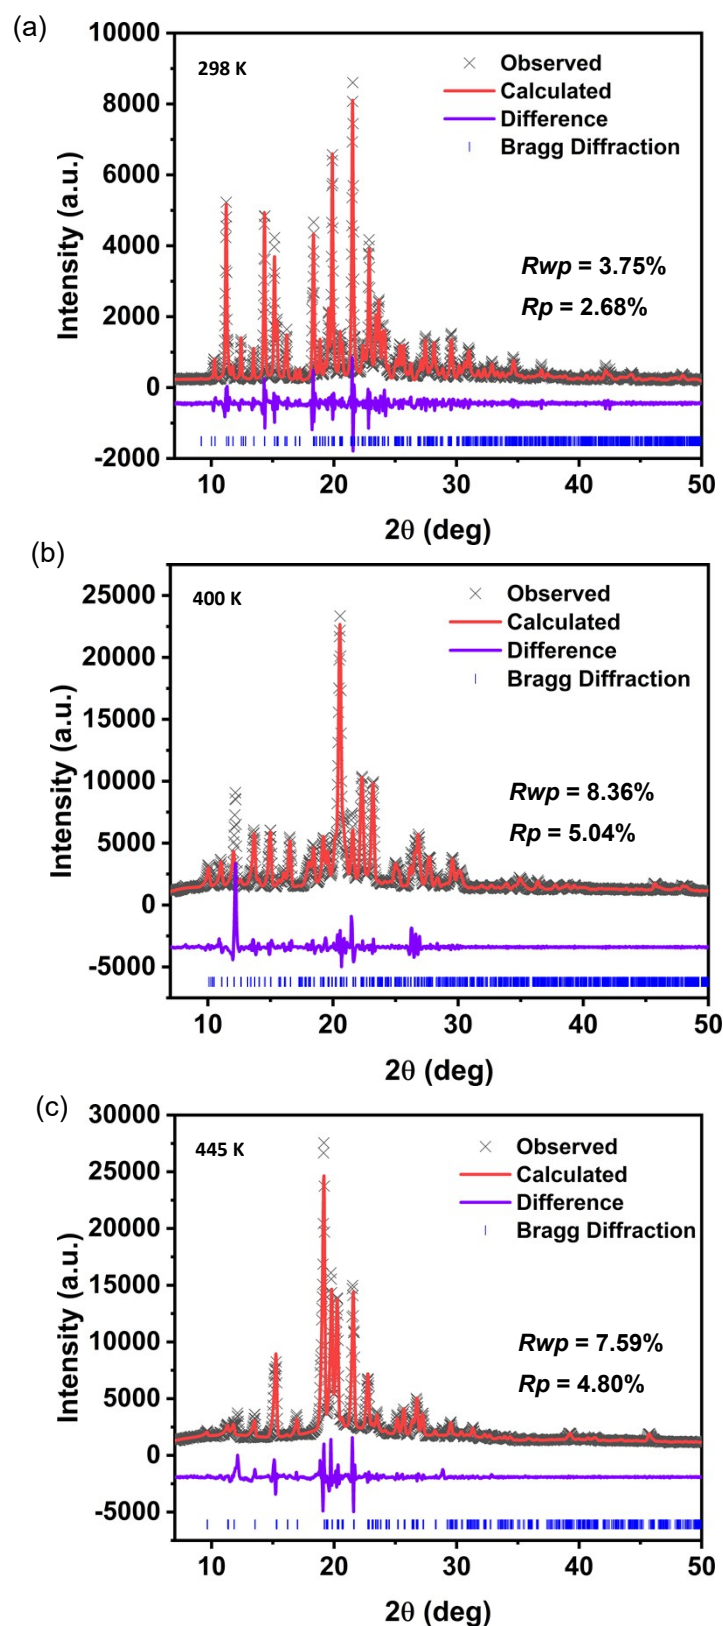 (a)
10000
8000
6000
4000
2000
0
-2000
Intensity (a.u.)
298 K
Observed
Calculated
Difference
Bragg Diffraction
Rwp = 3.75%
Rp = 2.68%
10 20 30 40 50
2θ (deg)
(b)
25000
20000
15000
10000
5000
0
-5000
Intensity (a.u.)
400 K
Observed
Calculated
Difference
Bragg Diffraction
Rwp = 8.36%
Rp = 5.04%
10 20 30 40 50
2θ (deg)
(c)
30000
25000
20000
15000
10000
5000
0
-5000
Intensity (a.u.)
445 K
Observed
Calculated
Difference
Bragg Diffraction
Rwp = 7.59%
Rp = 4.80%
10 20 30 40 50
2θ (deg)